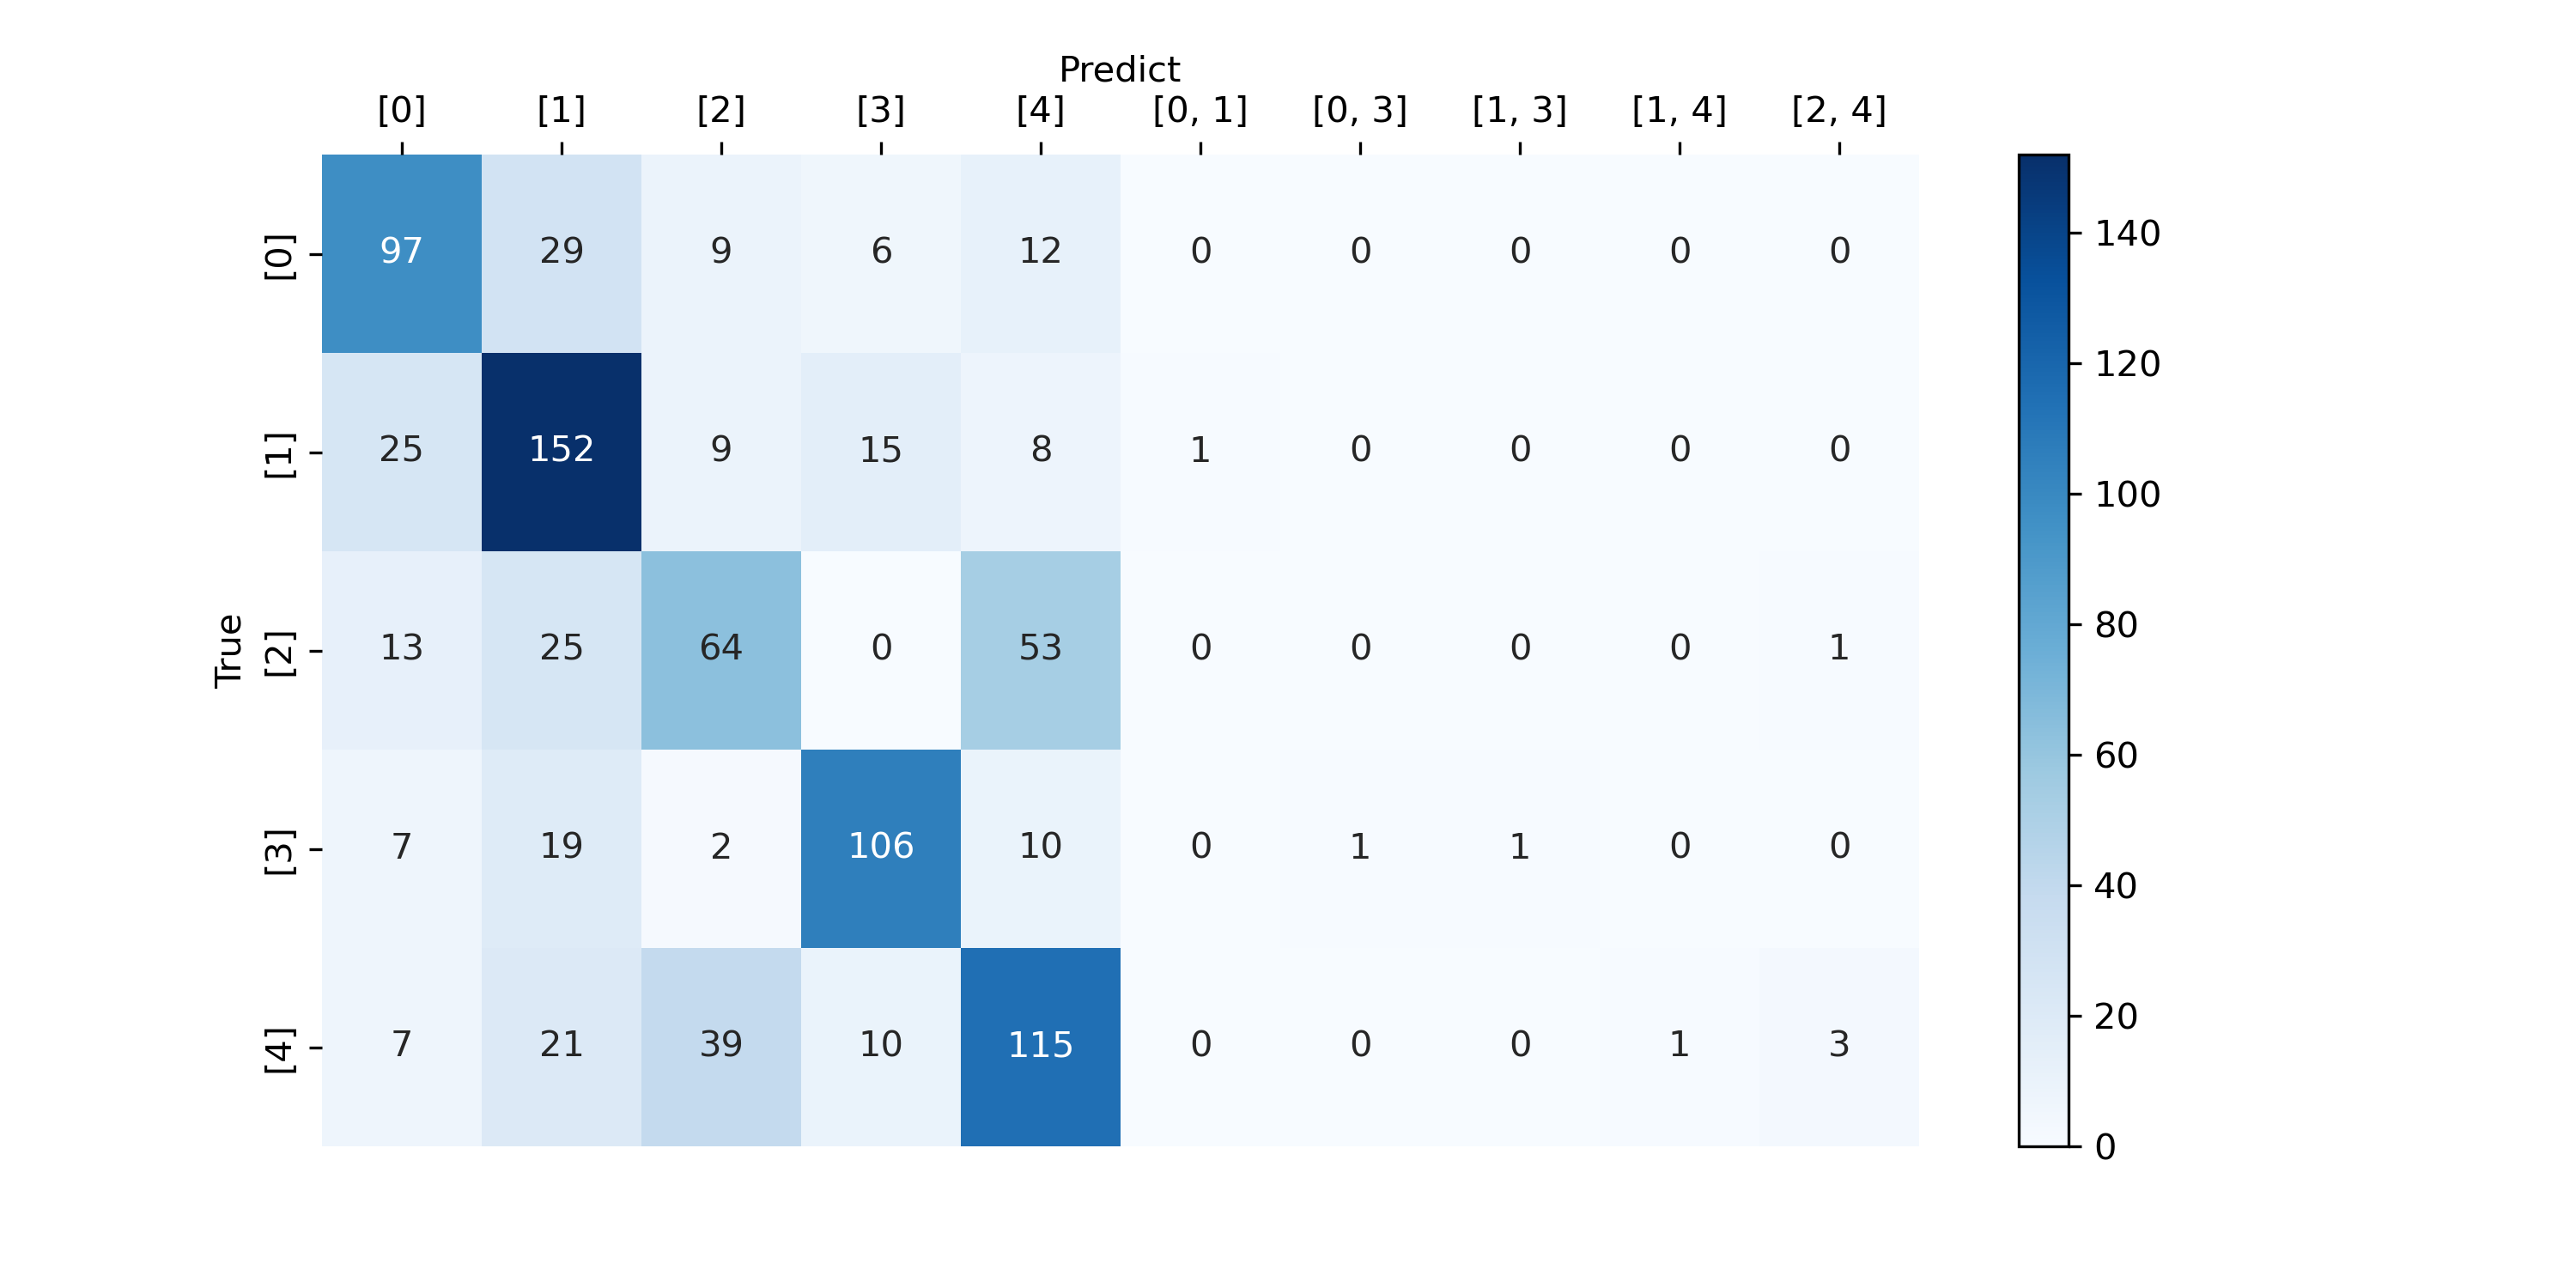 Predict
[0] [1] [2] [3] [4] [0, 1] [0, 3] [1, 3] [1, 4] [2, 4]
[0] 97 29 9 6 12 0 0 0 0 0
[1] 25 152 9 15 8 1 0 0 0 0
True
[2] 13 25 64 0 53 0 0 0 0 1
[3] 7 19 2 106 10 0 1 1 0 0
[4] 7 21 39 10 115 0 0 0 1 3
140
120
100
80
60
40
20
0